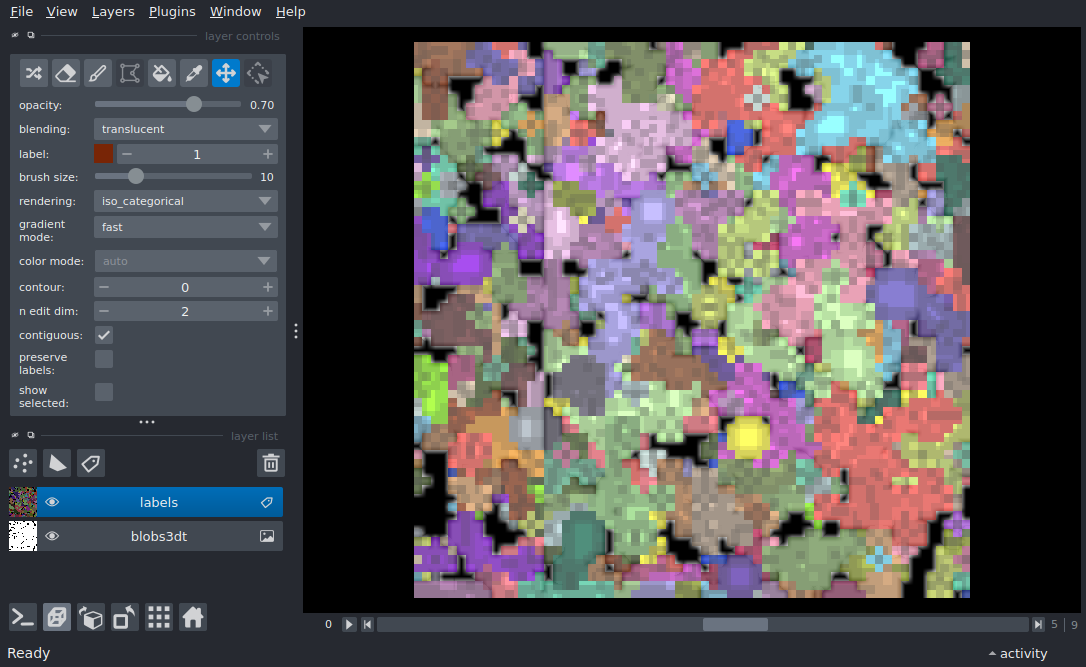 File View Layers Plugins Window Help
layer controls
opacity: 0.70
blending: translucent
label: 1
brush size: 10
rendering: iso_categorical
gradient
mode: fast
color mode: auto
contour: 0
n edit dim: 2
contiguous:
preserve
labels:
show
selected:
layer list
labels
blobs3dt
0 5 | 9
Ready activity